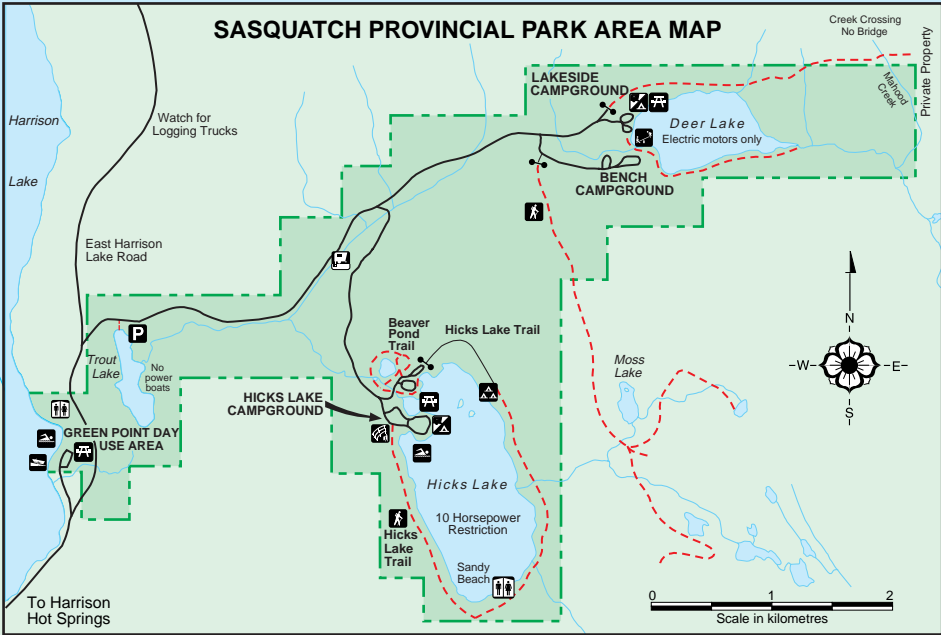 SASQUATCH PROVINCIAL PARK AREA MAP
Creek Crossing
No Bridge
Private Property
Mahood
Creek
LAKESIDE
CAMPGROUND
Deer Lake
Electric motors only
BENCH
CAMPGROUND
Harrison
Lake
Watch for
Logging Trucks
East Harrison
Lake Road
P
Trout
Lake
No
power
boats
Beaver
Pond
Trail
Hicks Lake Trail
HICKS LAKE
CAMPGROUND
GREEN POINT DAY
USE AREA
Moss
Lake
N
W
E
S
Hicks Lake
10 Horsepower
Restriction
Hicks
Lake
Trail
Sandy
Beach
To Harrison
Hot Springs
0 1 2
Scale in kilometres